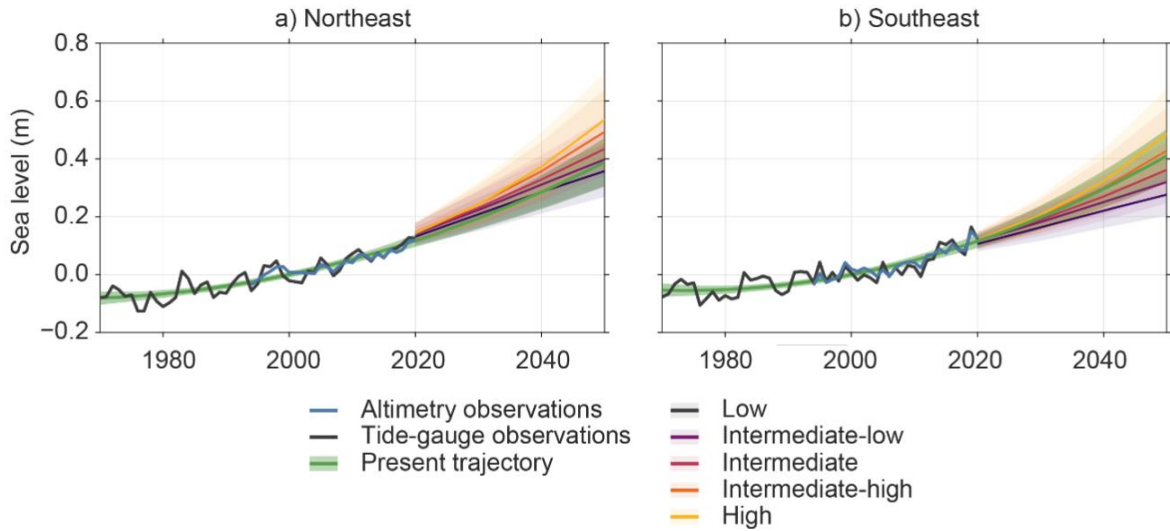 a) Northeast
b) Southeast
Sea level (m)
0.8
0.6
0.4
0.2
0.0
−0.2
1980
2000
2020
2040
1980
2000
2020
2040
Altimetry observations
Tide-gauge observations
Present trajectory
Low
Intermediate-low
Intermediate
Intermediate-high
High